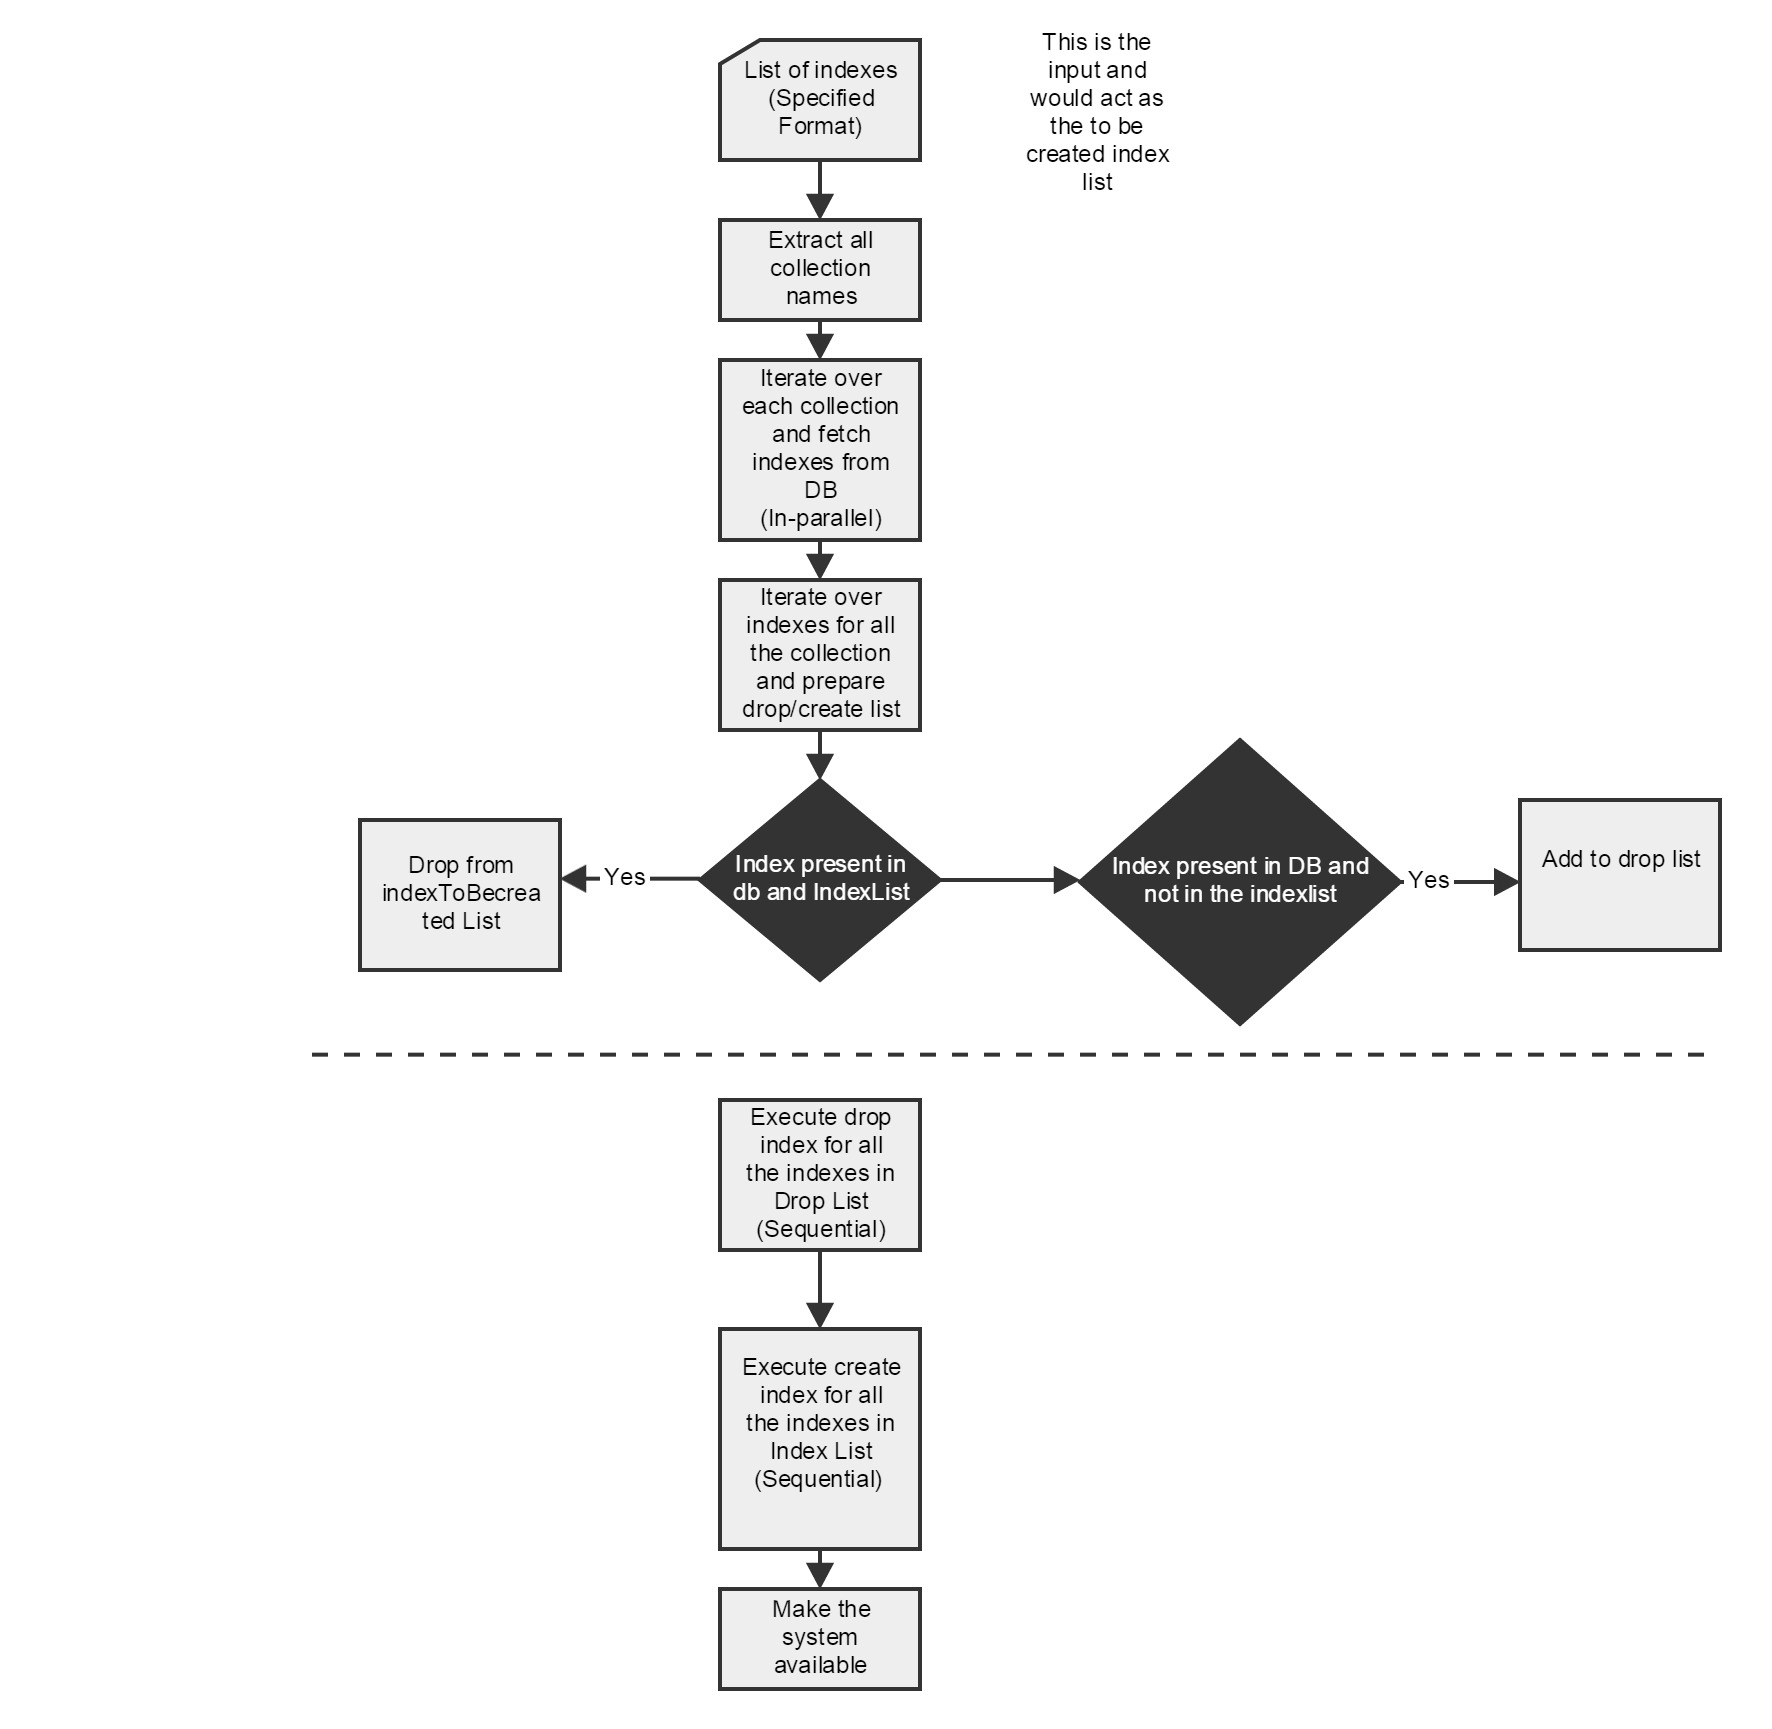 List of indexes
(Specified
Format)
This is the
input and
would act as
the to be
created index
list
Extract all
collection
names
Iterate over
each collection
and fetch
indexes from
DB
(In-parallel)
Iterate over
indexes for all
the collection
and prepare
drop/create list
Drop from
indexToBecrea
ted List
Yes
Index present in
db and IndexList
Index present in DB and
not in the indexlist
Yes
Add to drop list
Execute drop
index for all
the indexes in
Drop List
(Sequential)
Execute create
index for all
the indexes in
Index List
(Sequential)
Make the
system
available